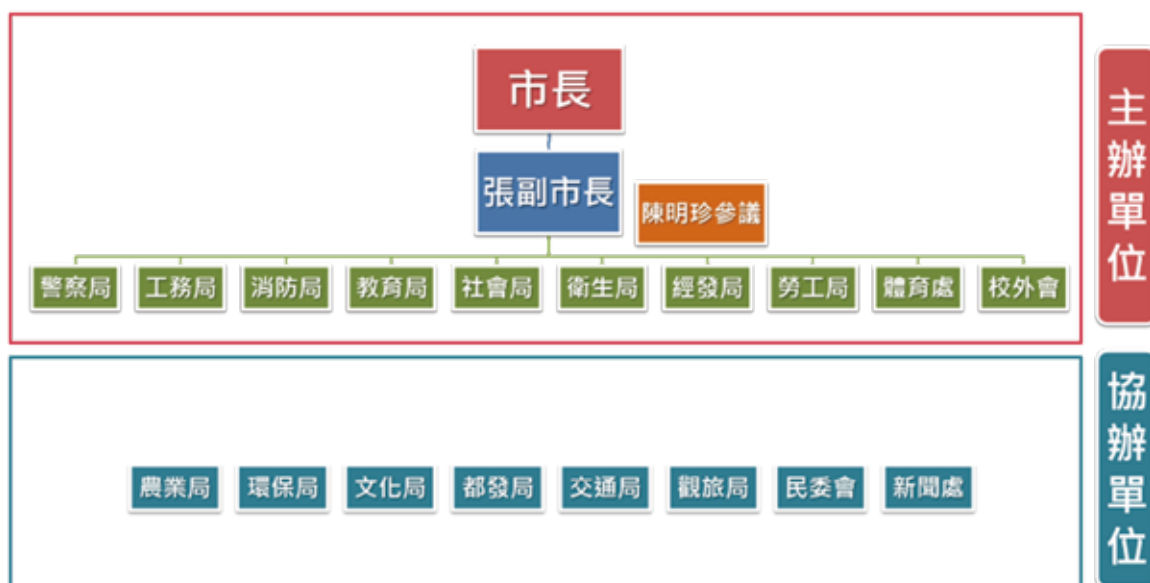 市長
張副市長
陳明珍參議
警察局 工務局 消防局 教育局 社會局 衛生局 經發局 勞工局 體育處 校外會
主辦單位
農業局 環保局 文化局 都發局 交通局 觀旅局 民委會 新聞處
協辦單位